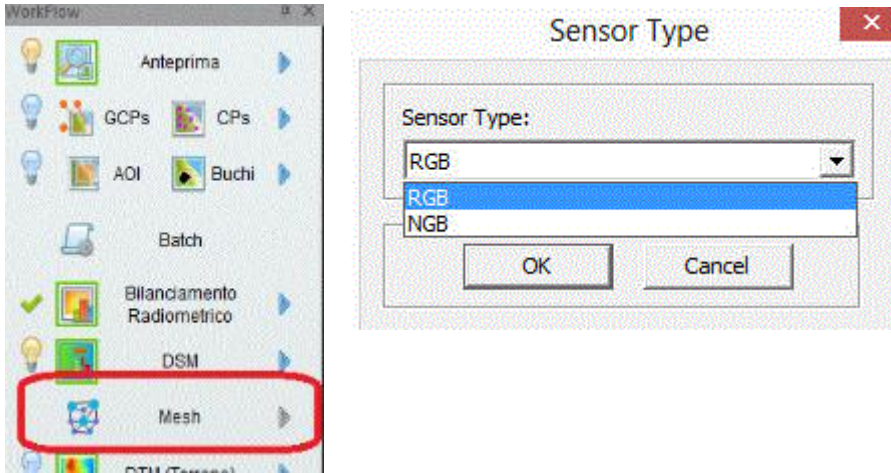 WorkFlow
Anteprima
GCPs CPs
AOI Buchi
Batch
Bilanciamento
Radiometrico
DSM
Mesh
DTM (Terreno)
Sensor Type
Sensor Type:
RGB
RGB
NGB
OK Cancel